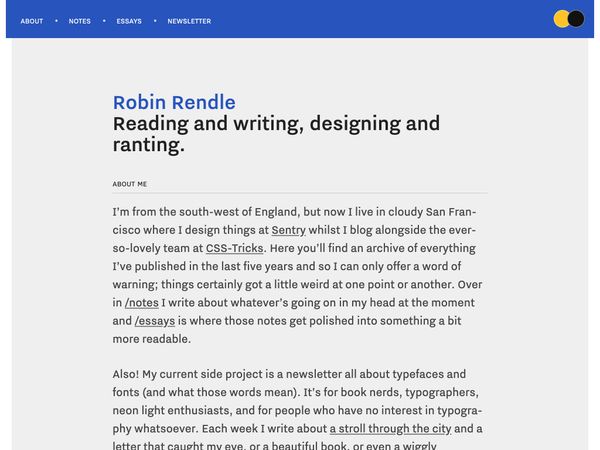 ABOUT • NOTES • ESSAYS • NEWSLETTER
Robin Rendle
Reading and writing, designing and
ranting.
ABOUT ME
I'm from the south-west of England, but now I live in cloudy San Fran-
cisco where I design things at Sentry whilst I blog alongside the ever-
so-lovely team at CSS-Tricks. Here you'll find an archive of everything
I've published in the last five years and so I can only offer a word of
warning; things certainly got a little weird at one point or another. Over
in /notes I write about whatever's going on in my head at the moment
and /essays is where those notes get polished into something a bit
more readable.
Also! My current side project is a newsletter all about typefaces and
fonts (and what those words mean). It's for book nerds, typographers,
neon light enthusiasts, and for people who have no interest in typogra-
phy whatsoever. Each week I write about a stroll through the city and a
letter that caught my eye, or a beautiful book, or even a wiggly